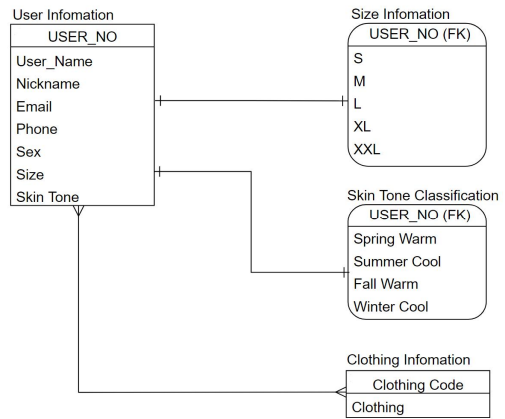 User Infomation
USER_NO
User_Name
Nickname
Email
Phone
Sex
Size
Skin Tone
Size Infomation
USER_NO (FK)
S
M
L
XL
XXL
Skin Tone Classification
USER_NO (FK)
Spring Warm
Summer Cool
Fall Warm
Winter Cool
Clothing Infomation
Clothing Code
Clothing